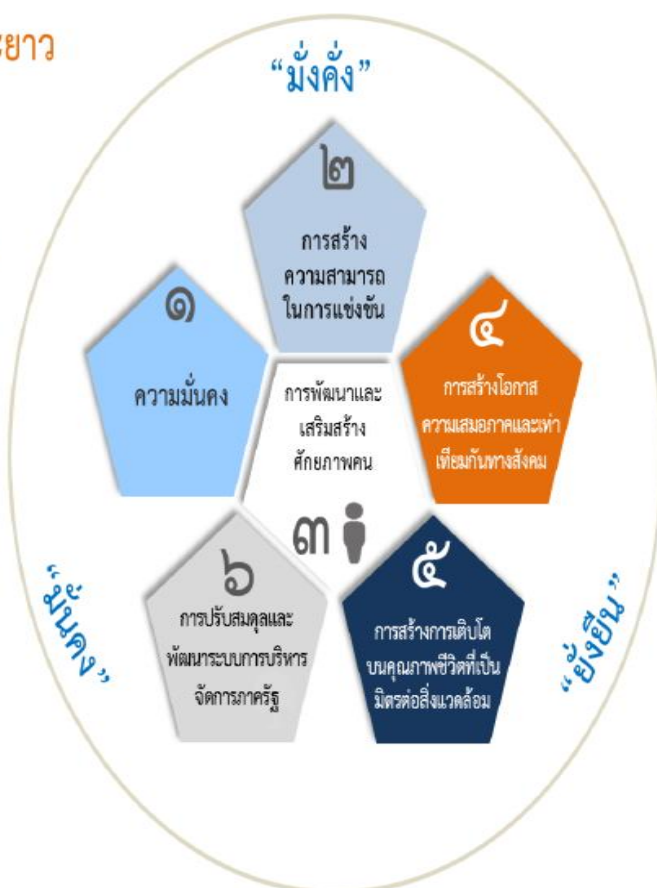 ะยาว
“มั่งคั่ง”
๒
การสร้าง
ความสามารถ
ในการแข่งขัน
๑
ความมั่นคง
๔
การสร้างโอกาส
ความเสมอภาคและเท่า
เทียมกันทางสังคม
การพัฒนาและ
เสริมสร้าง
ศักยภาพคน
๓
๖
การปรับสมดุลและ
พัฒนาระบบการบริหาร
จัดการภาครัฐ
๕
การสร้างการเติบโต
บนคุณภาพชีวิตที่เป็น
มิตรต่อสิ่งแวดล้อม
“มั่นคง”
“ยั่งยืน”